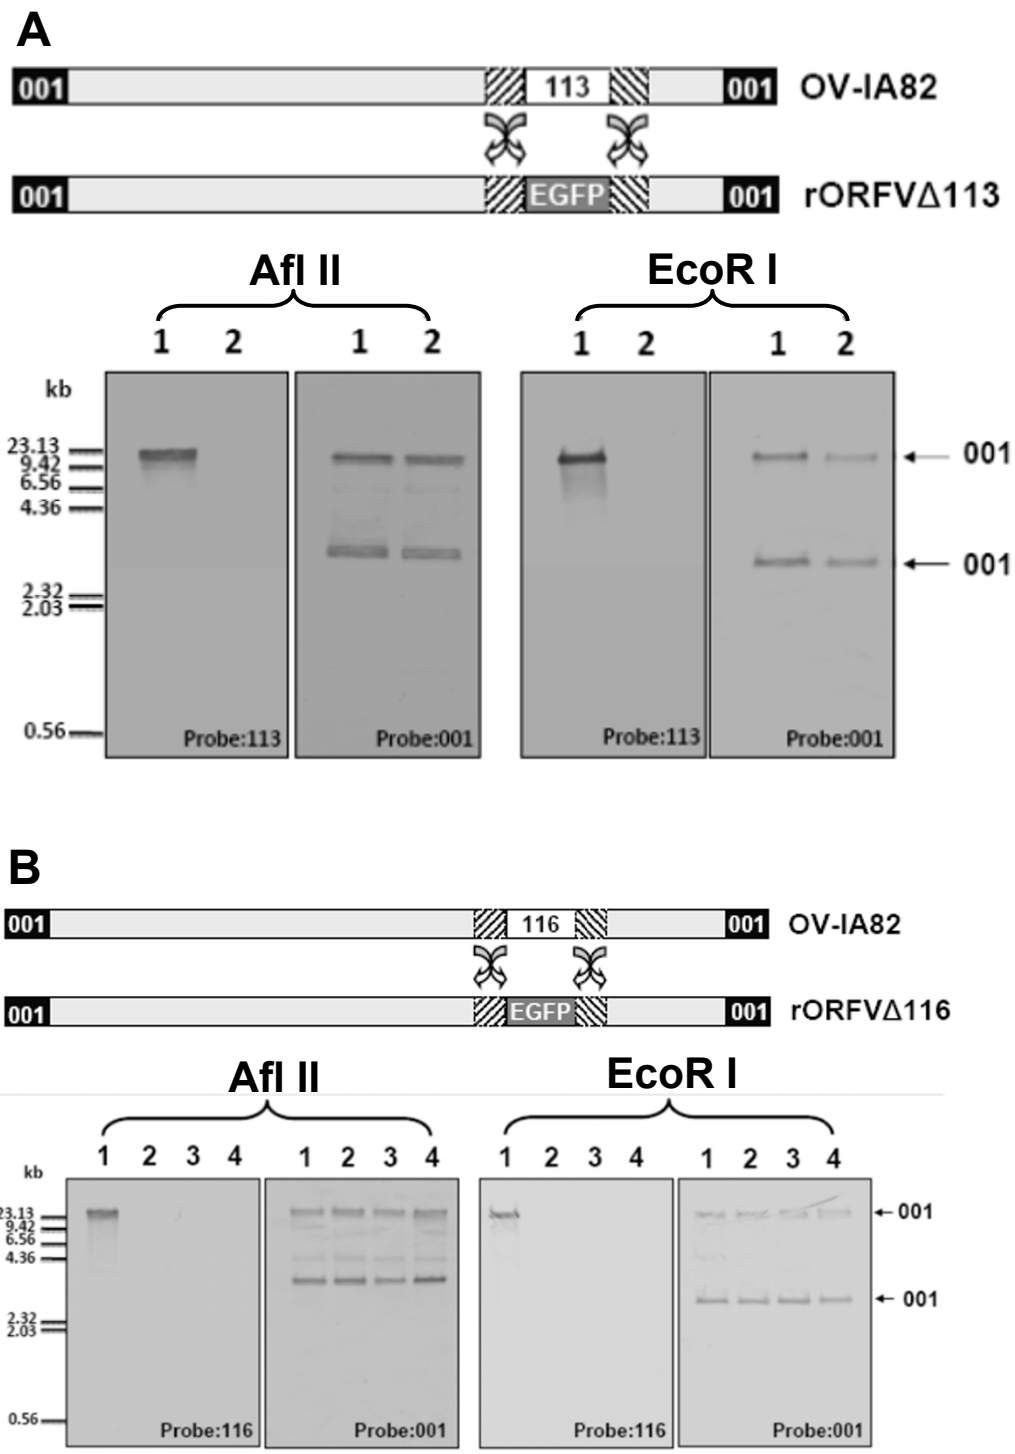 A
001 113 001 OV-IA82
001 EGFP 001 rORFVΔ113
Afl II EcoR I
1 2 1 2 1 2 1 2
kb
23.13
9.42
6.56
4.36
2.32
2.03
0.56
001
001
Probe:113 Probe:001 Probe:113 Probe:001
B
001 116 001 OV-IA82
001 EGFP 001 rORFVΔ116
Afl II EcoR I
1 2 3 4 1 2 3 4 1 2 3 4 1 2 3 4
kb
23.13
9.42
6.56
4.36
2.32
2.03
0.56
001
001
Probe:116 Probe:001 Probe:116 Probe:001